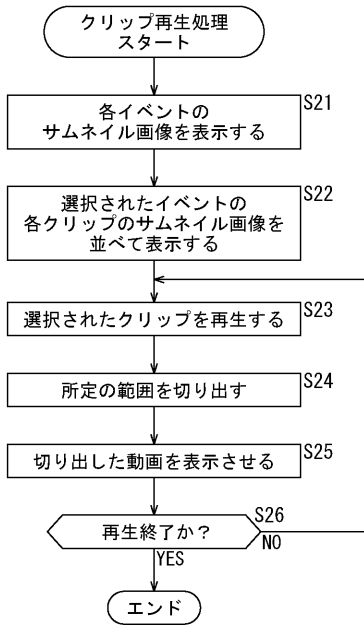 クリップ再生処理
スタート
各イベントの
サムネイル画像を表示する
S21
選択されたイベントの
各クリップのサムネイル画像を
並べて表示する
S22
選択されたクリップを再生する
S23
所定の範囲を切り出す
S24
切り出した動画を表示させる
S25
再生終了か？
S26
NO
YES
エンド